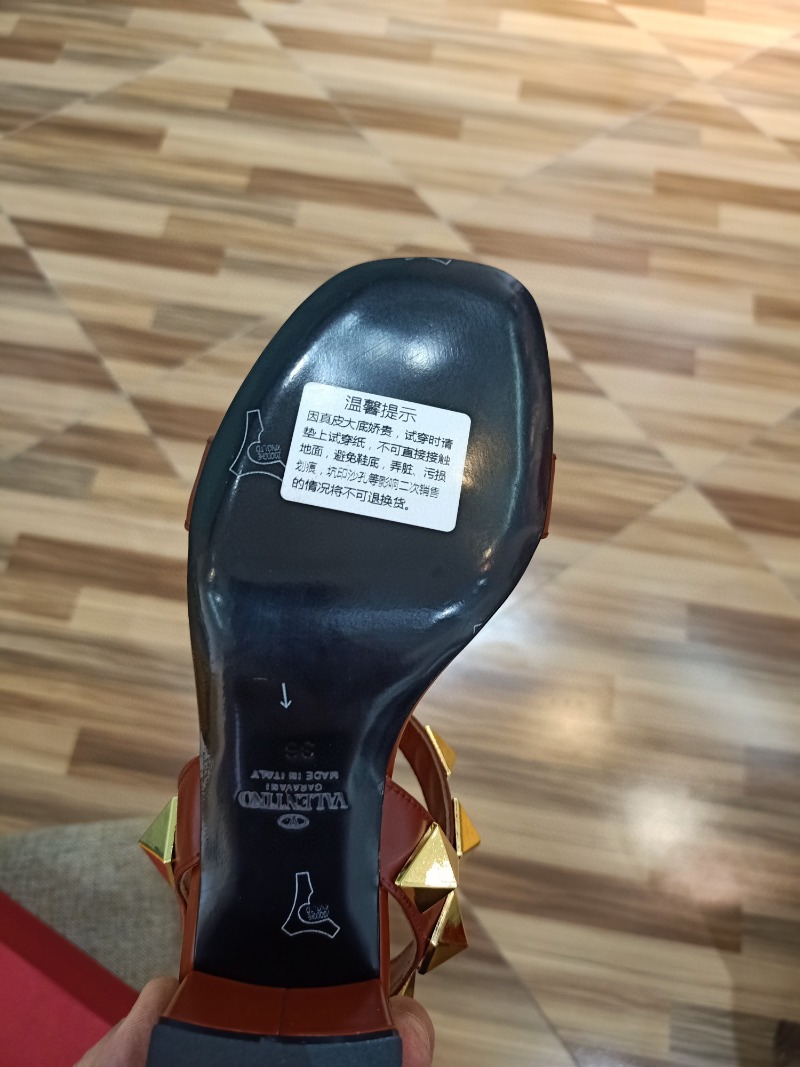 温馨提示
因真皮大底娇贵，试穿时请
垫上试穿纸，不可直接接触
地面，避免鞋底，弄脏、污损
划痕，坑印沙孔等影响二次销售
的情况将不可退换货。
36
MADE IN ITALY
GARAVANI
VALENTINO